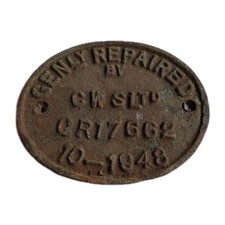 GENLY REPAIRED
BY
C W S LTD
GR17662
10-1948